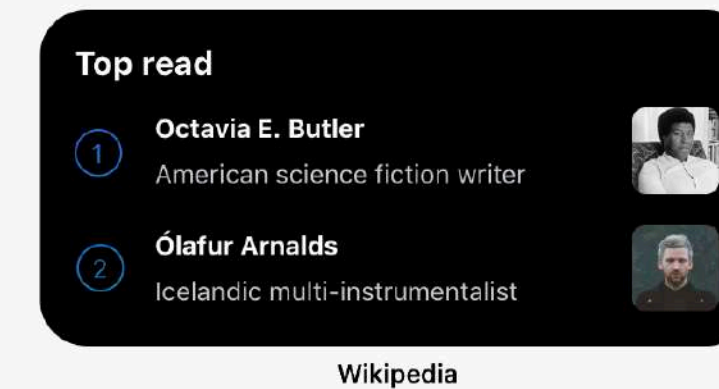 Top read
1
Octavia E. Butler
American science fiction writer
2
Ólafur Arnalds
Icelandic multi-instrumentalist
Wikipedia